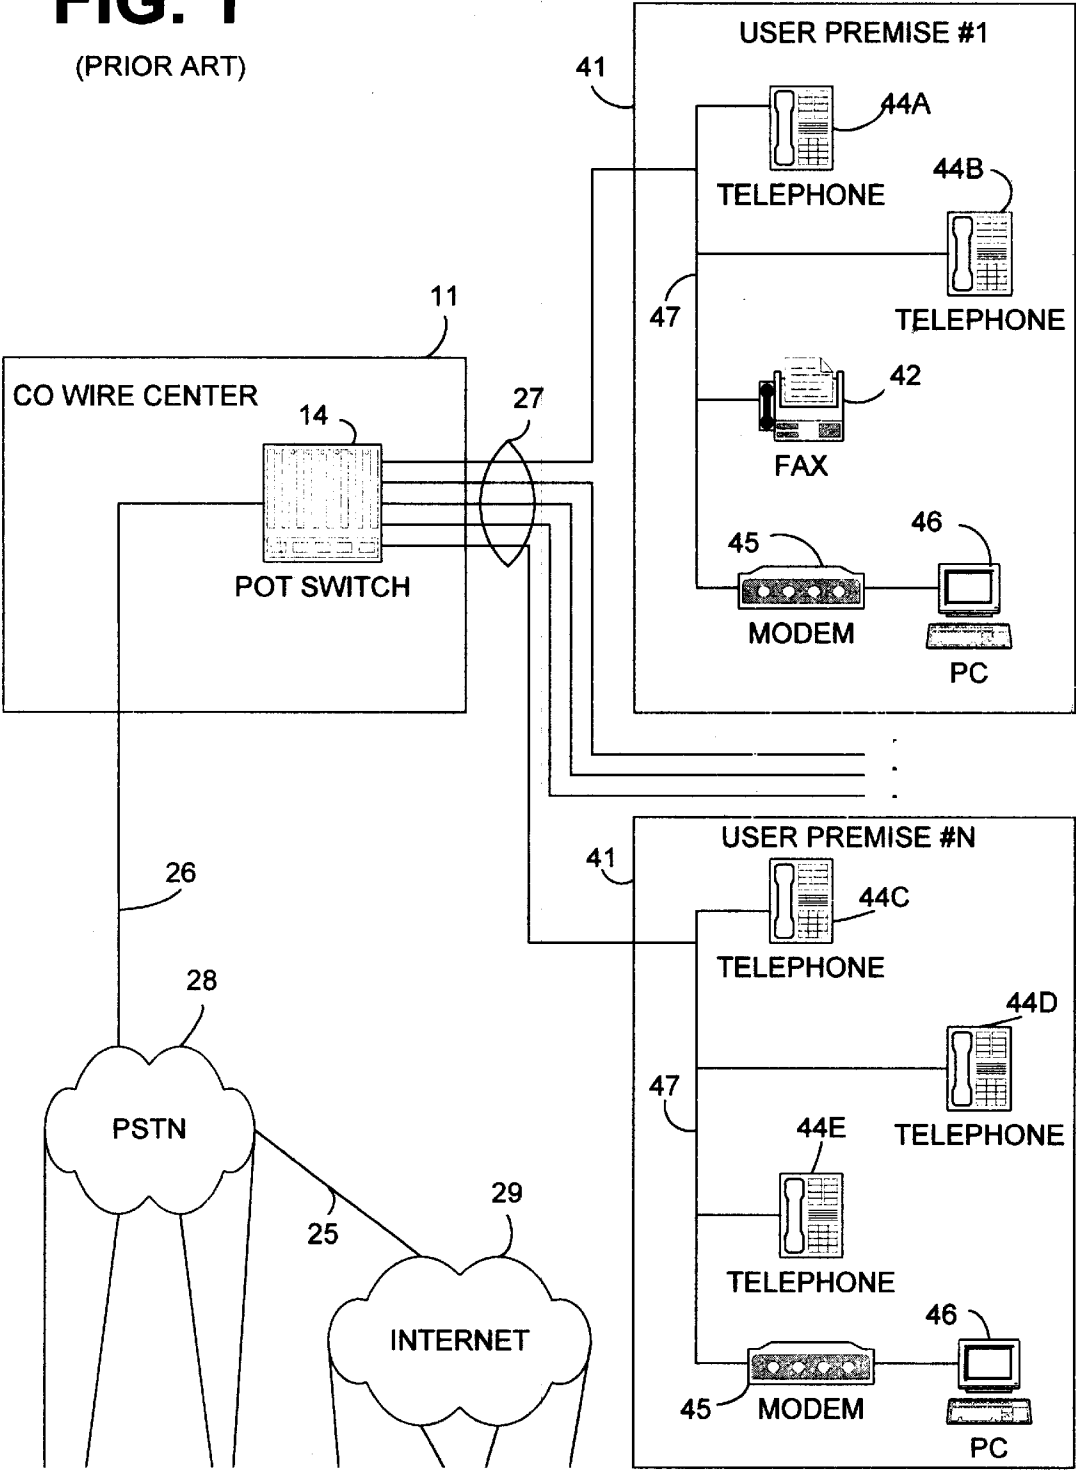 FIG. 1
(PRIOR ART)
USER PREMISE #1
41
44A
TELEPHONE
44B
TELEPHONE
47
42
FAX
45
46
MODEM
PC
11
CO WIRE CENTER
14
27
POT SWITCH
26
28
PSTN
25
29
INTERNET
USER PREMISE #N
41
44C
TELEPHONE
44D
TELEPHONE
47
44E
TELEPHONE
46
45
MODEM
PC